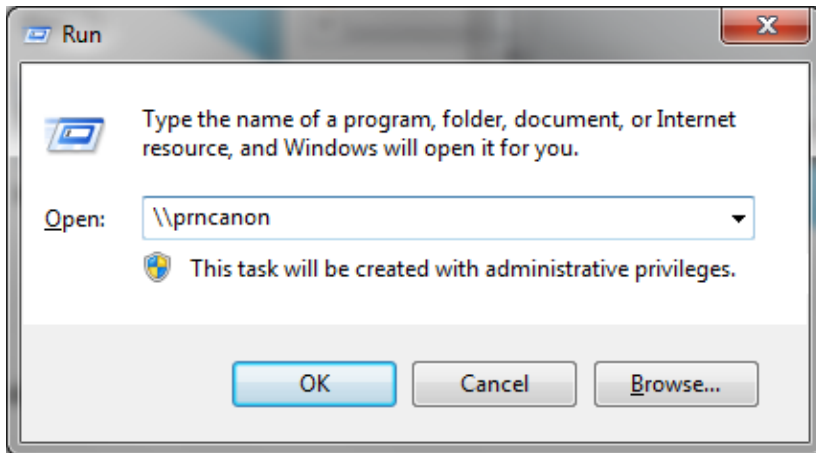 Run
Type the name of a program, folder, document, or Internet
resource, and Windows will open it for you.
Open: \\prncanon
This task will be created with administrative privileges.
OK Cancel Browse...